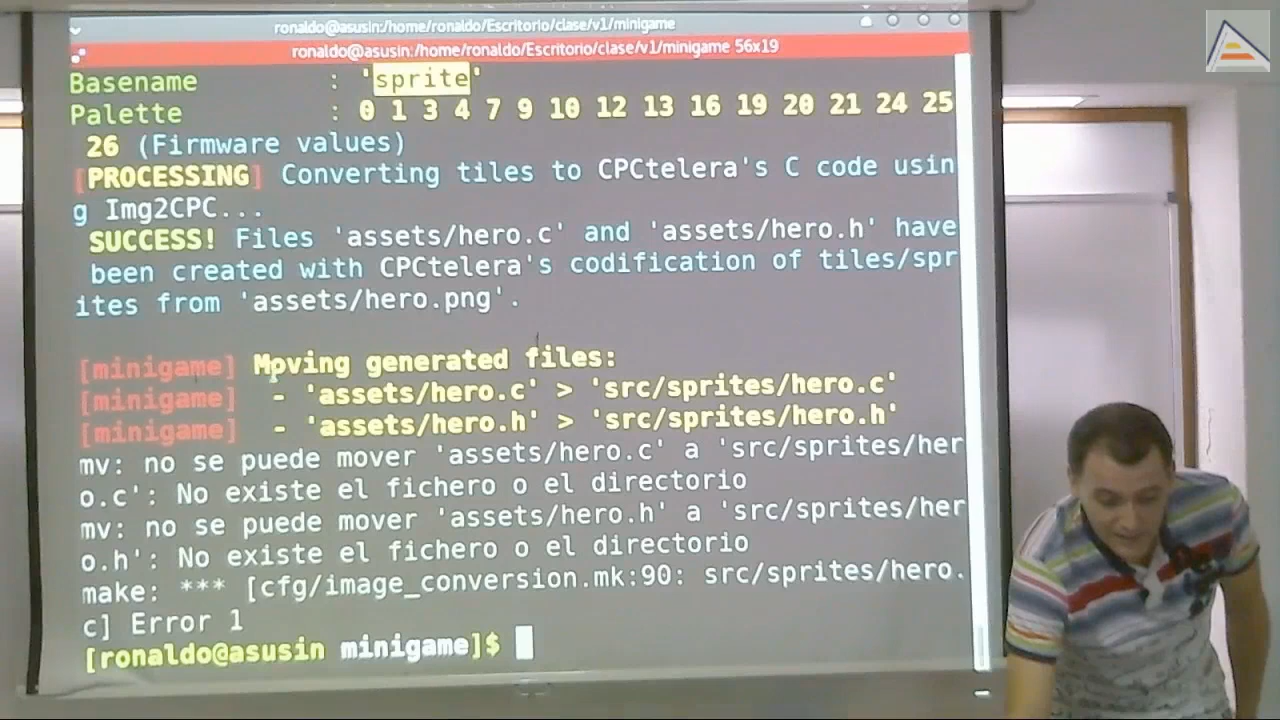 ronaldo@asusin:/home/ronaldo/Escritorio/clase/v1/minigame
ronaldo@asusin:/home/ronaldo/Escritorio/clase/v1/minigame 56x19
Basename : 'sprite'
Palette : 0 1 3 4 7 9 10 12 13 16 19 20 21 24 25
26 (Firmware values)
[PROCESSING] Converting tiles to CPCtelera's C code usin
g Img2CPC...
SUCCESS! Files 'assets/hero.c' and 'assets/hero.h' have
been created with CPCtelera's codification of tiles/spr
ites from 'assets/hero.png'.
[minigame] Moving generated files:
[minigame] - 'assets/hero.c' > 'src/sprites/hero.c'
[minigame] - 'assets/hero.h' > 'src/sprites/hero.h'
mv: no se puede mover 'assets/hero.c' a 'src/sprites/her
o.c': No existe el fichero o el directorio
mv: no se puede mover 'assets/hero.h' a 'src/sprites/her
o.h': No existe el fichero o el directorio
make: *** [cfg/image_conversion.mk:90: src/sprites/hero.
c] Error 1
[ronaldo@asusin minigame]$